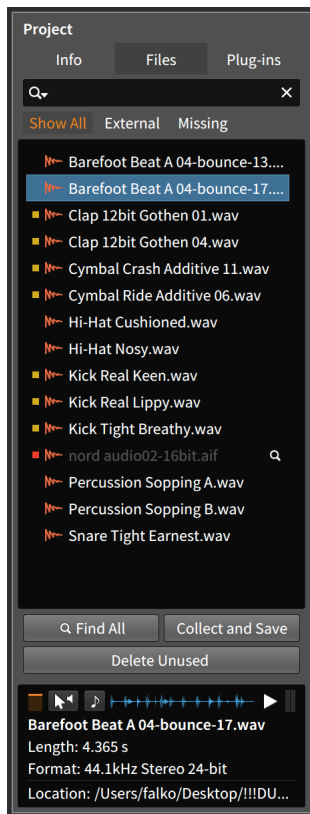 Project
Info Files Plug-ins
Show All External Missing
Barefoot Beat A 04-bounce-13....
Barefoot Beat A 04-bounce-17....
Clap 12bit Gothen 01.wav
Clap 12bit Gothen 04.wav
Cymbal Crash Additive 11.wav
Cymbal Ride Additive 06.wav
Hi-Hat Cushioned.wav
Hi-Hat Nosy.wav
Kick Real Keen.wav
Kick Real Lippy.wav
Kick Tight Breathy.wav
nord audio02-16bit.aif
Percussion Sopping A.wav
Percussion Sopping B.wav
Snare Tight Earnest.wav
Find All Collect and Save
Delete Unused
Barefoot Beat A 04-bounce-17.wav
Length: 4.365 s
Format: 44.1kHz Stereo 24-bit
Location: /Users/falko/Desktop/!!!DU...